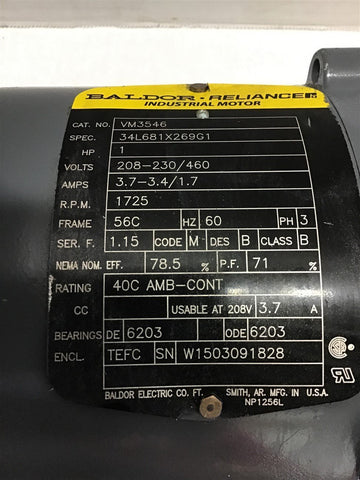 BALDOR • RELIANCER
INDUSTRIAL MOTOR
CAT. NO. VM3546
SPEC. 34L681X269G1
HP 1
VOLTS 208-230/460
AMPS 3.7-3.4/1.7
R.P.M. 1725
FRAME 56C HZ 60 PH 3
SER. F. 1.15 CODE M DES B CLASS B
NEMA NOM. EFF. 78.5 % P.F. 71 %
RATING 40C AMB-CONT
CC USABLE AT 208V 3.7 A
BEARINGS DE 6203 ODE 6203
ENCL. TEFC SN W1503091828
BALDOR ELECTRIC CO. FT. SMITH, AR. MFG. IN U.S.A.
NP1256L